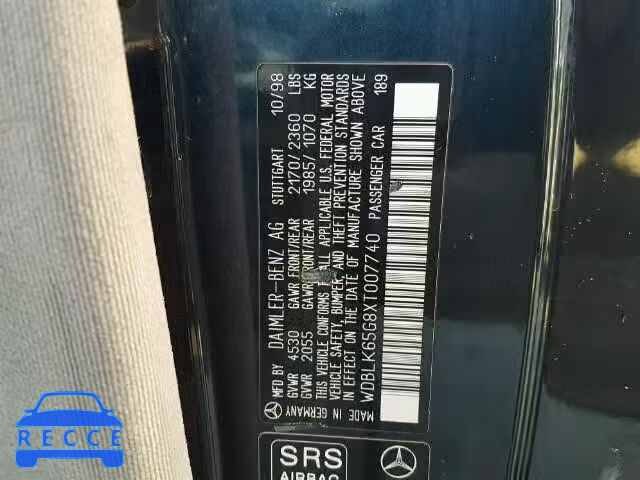 MFD BY DAIMLER-BENZ AG STUTTGART 10/98
GVWR 4530 GAWR FRONT/REAR 2170/2360 LBS
GVWR 2055 GAWR FRONT/REAR 1985/1070 KG
THIS VEHICLE CONFORMS TO ALL APPLICABLE U.S. FEDERAL MOTOR
VEHICLE SAFETY, BUMPER, AND THEFT PREVENTION STANDARDS
IN EFFECT ON THE DATE OF MANUFACTURE SHOWN ABOVE
WDBLK65G8XT007740 PASSENGER CAR 189
MADE IN GERMANY
SRS
AIRBAG
RECCE